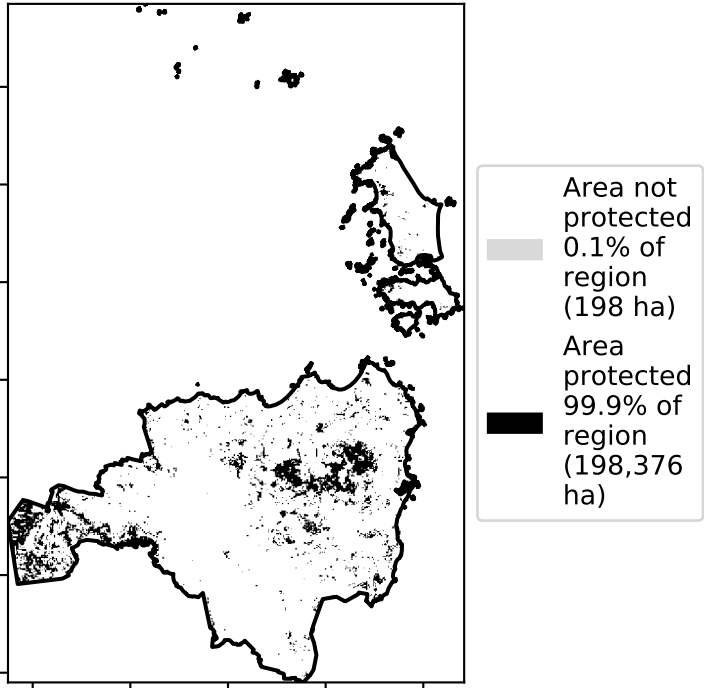 Area not
protected
0.1% of
region
(198 ha)
Area
protected
99.9% of
region
(198,376
ha)